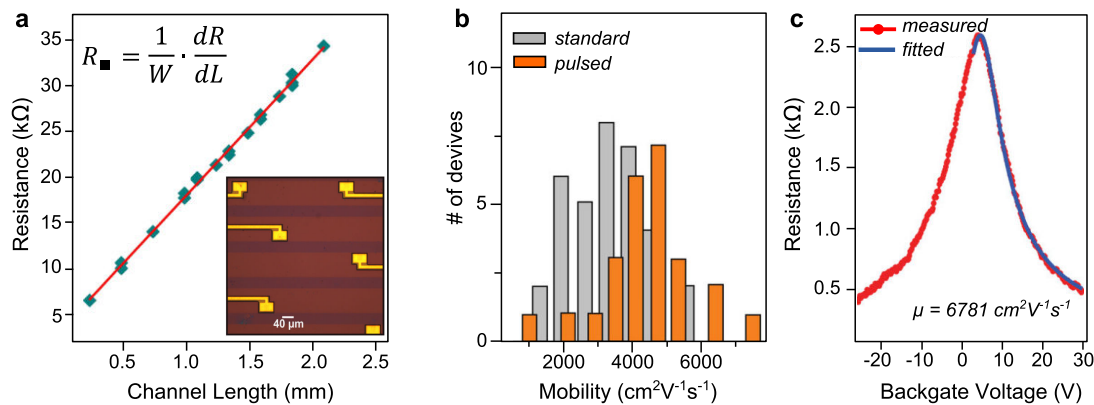 a
R■ = 1/W · dR/dL
Resistance (kΩ)
40
35
30
25
20
15
10
5
0.5
1.0
1.5
2.0
2.5
Channel Length (mm)
40 µm
b
standard
pulsed
# of devives
10
5
0
2000
4000
6000
Mobility (cm²V⁻¹s⁻¹)
c
measured
fitted
Resistance (kΩ)
2.5
2.0
1.5
1.0
0.5
μ = 6781 cm²V⁻¹s⁻¹
-20
-10
0
10
20
30
Backgate Voltage (V)